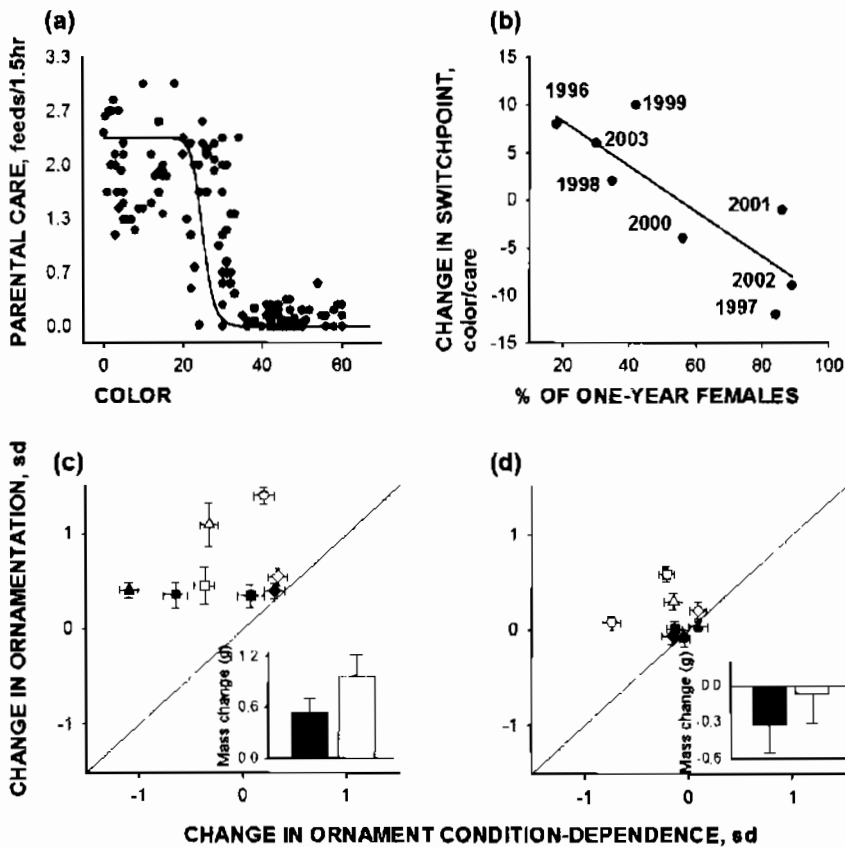 (a)
PARENTAL CARE, feeds/1.5hr
3.3
2.7
2.0
1.3
0.7
0.0
0 20 40 60
COLOR
(b)
CHANGE IN SWITCHPOINT,
color/care
15
10
5
0
-5
-10
-15
1996
1999
2003
1998
2001
2000
2002
1997
20 40 60 80 100
% OF ONE-YEAR FEMALES
(c)
CHANGE IN ORNAMENTATION, sd
1
0
-1
Mass change (g)
1.2
0.6
0.0
-1 0 1
(d)
1
0
-1
Mass change (g)
0.0
-0.3
-0.6
-1 0 1
CHANGE IN ORNAMENT CONDITION-DEPENDENCE, sd